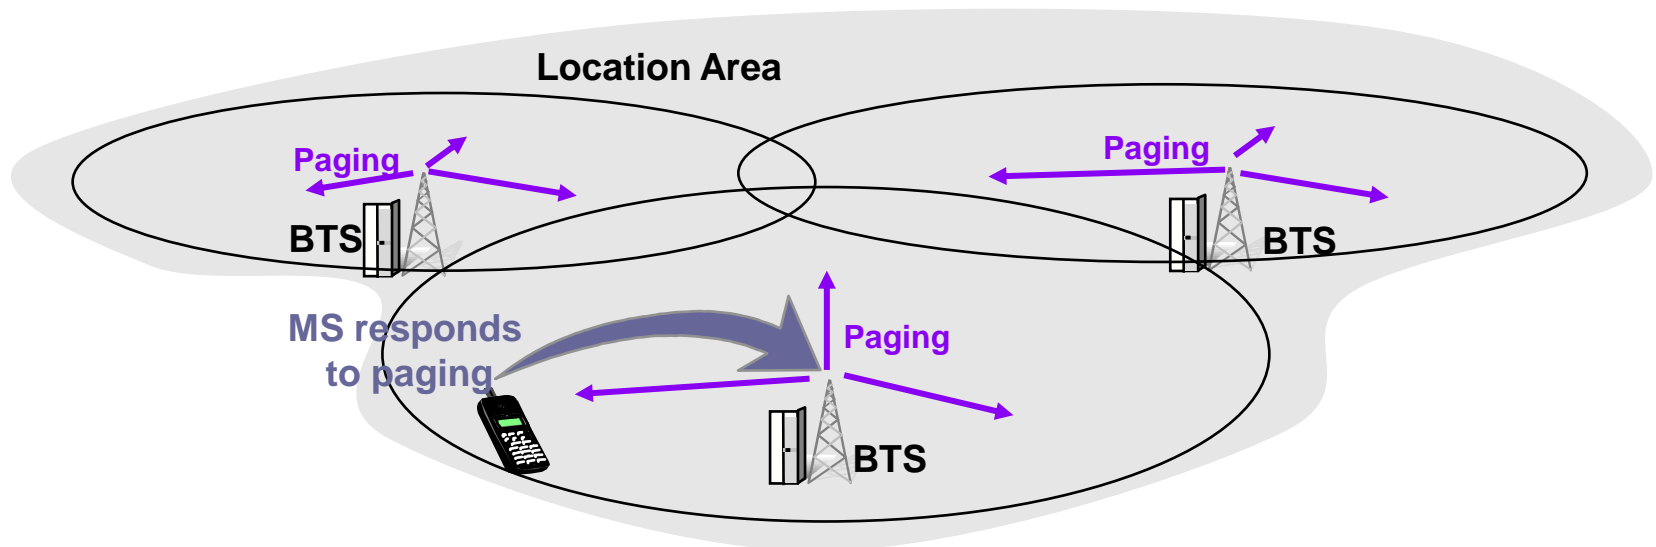 Location Area
Paging
Paging
BTS
BTS
MS responds
to paging
Paging
BTS